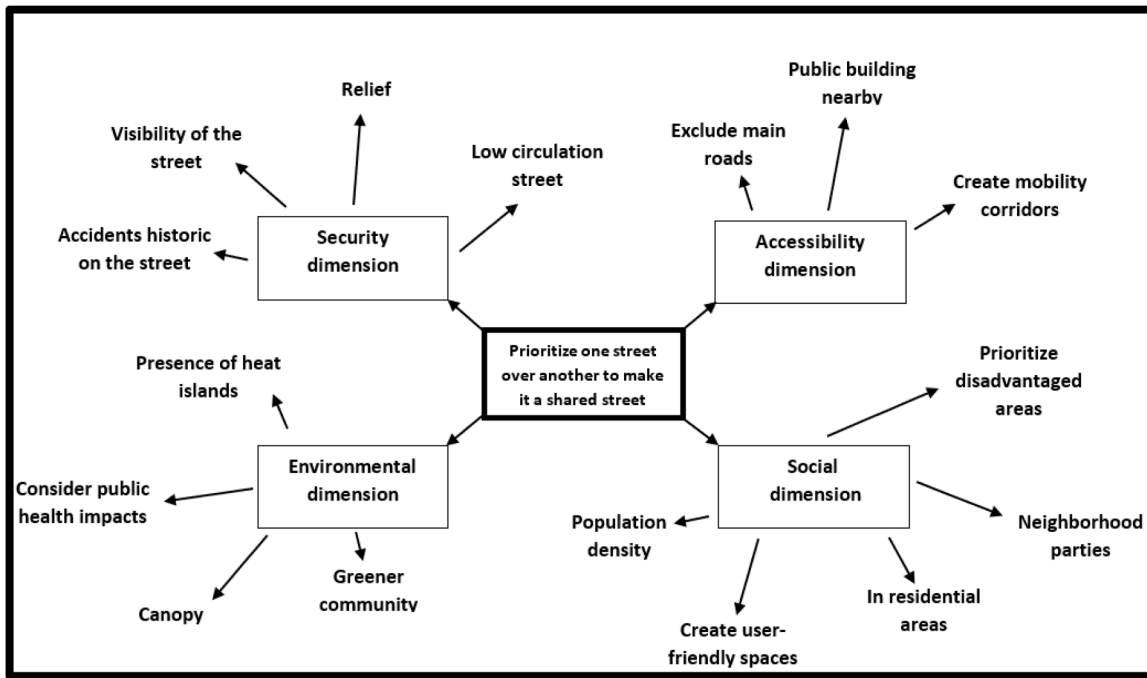 Relief
Visibility of the
street
Low circulation
street
Accidents historic
on the street
Security
dimension
Public building
nearby
Exclude main
roads
Create mobility
corridors
Accessibility
dimension
Prioritize one street
over another to make
it a shared street
Presence of heat
islands
Environmental
dimension
Consider public
health impacts
Canopy
Greener
community
Prioritize
disadvantaged
areas
Social
dimension
Population
density
Neighborhood
parties
In residential
areas
Create user-
friendly spaces